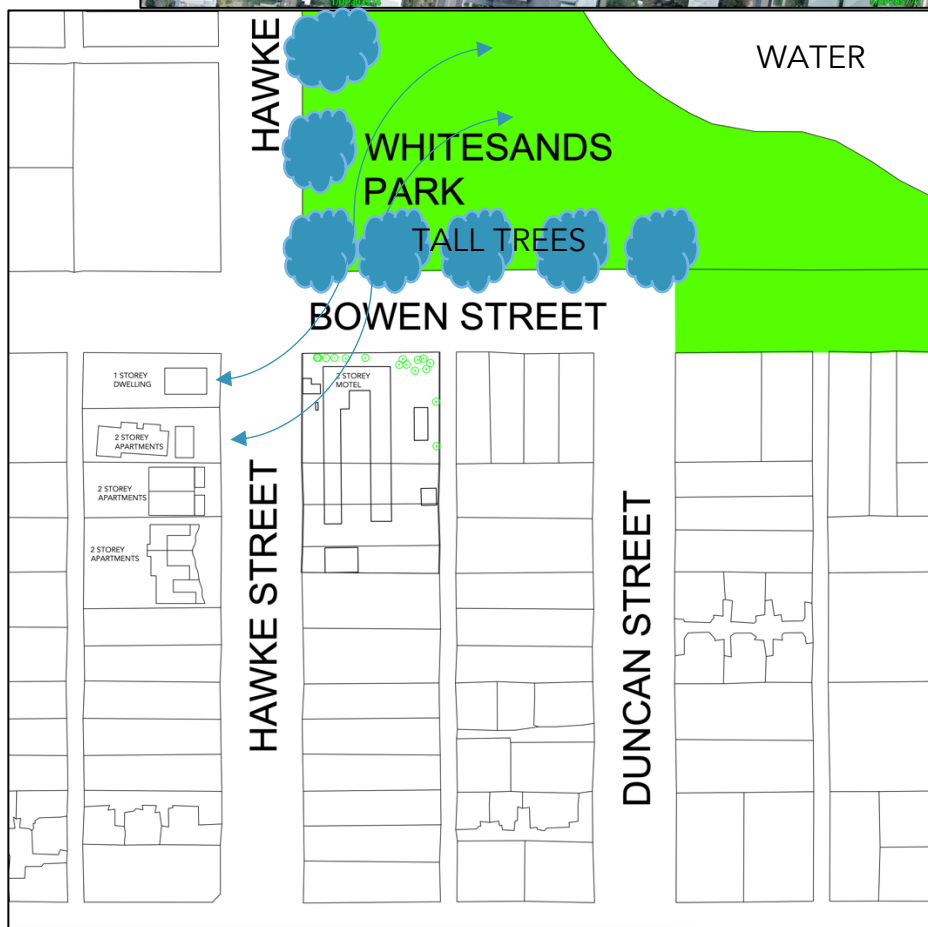 HAWKE
WATER
WHITESANDS
PARK
TALL TREES
BOWEN STREET
1 STOREY
DWELLING
2 STOREY
MOTEL
2 STOREY
APARTMENTS
2 STOREY
APARTMENTS
2 STOREY
APARTMENTS
HAWKE STREET
DUNCAN STREET